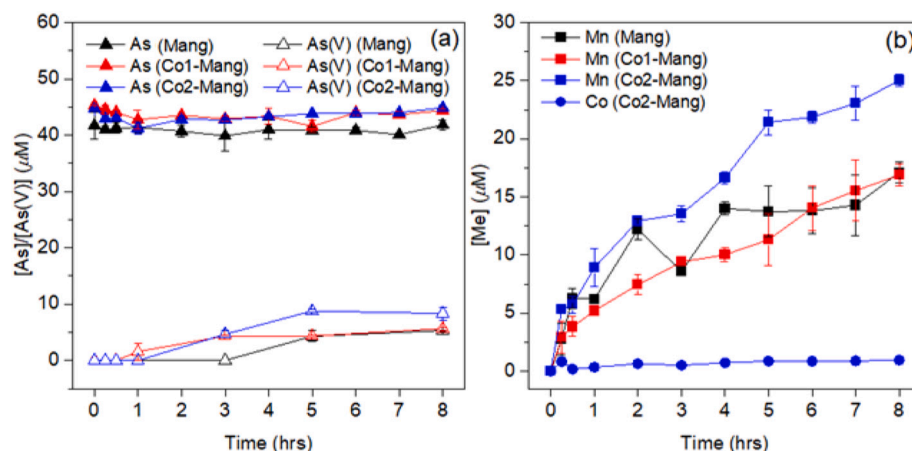 As (Mang) As(V) (Mang) (a)
As (Co1-Mang) As(V) (Co1-Mang)
As (Co2-Mang) As(V) (Co2-Mang)
60
50
40
30
20
10
0
[As]/[As(V)] (μM)
0 1 2 3 4 5 6 7 8
Time (hrs)
Mn (Mang) (b)
Mn (Co1-Mang)
Mn (Co2-Mang)
Co (Co2-Mang)
30
25
20
15
10
5
0
[Me] (μM)
0 1 2 3 4 5 6 7 8
Time (hrs)